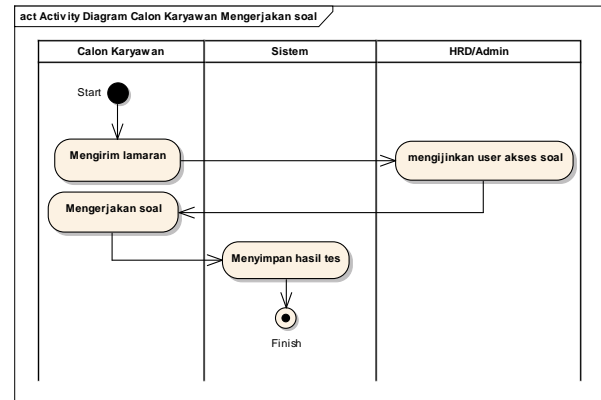 act Activity Diagram Calon Karyawan Mengerjakan soal
Calon Karyawan
Sistem
HRD/Admin
Start
Mengirim lamaran
mengijinkan user akses soal
Mengerjakan soal
Menyimpan hasil tes
Finish